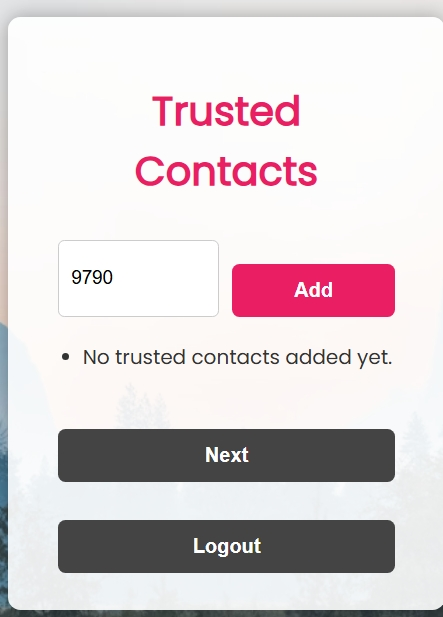 Trusted
Contacts
9790
Add
No trusted contacts added yet.
Next
Logout